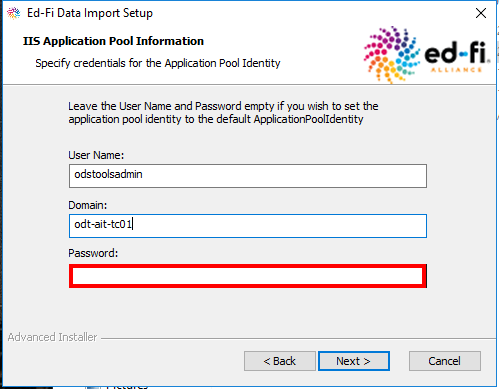 Ed-Fi Data Import Setup
IIS Application Pool Information
Specify credentials for the Application Pool Identity
ed-fi
ALLIANCE
Leave the User Name and Password empty if you wish to set the
application pool identity to the default ApplicationPoolIdentity
User Name:
odstoolsadmin
Domain:
odt-ait-tc01
Password:
Advanced Installer
< Back
Next >
Cancel
Pictures